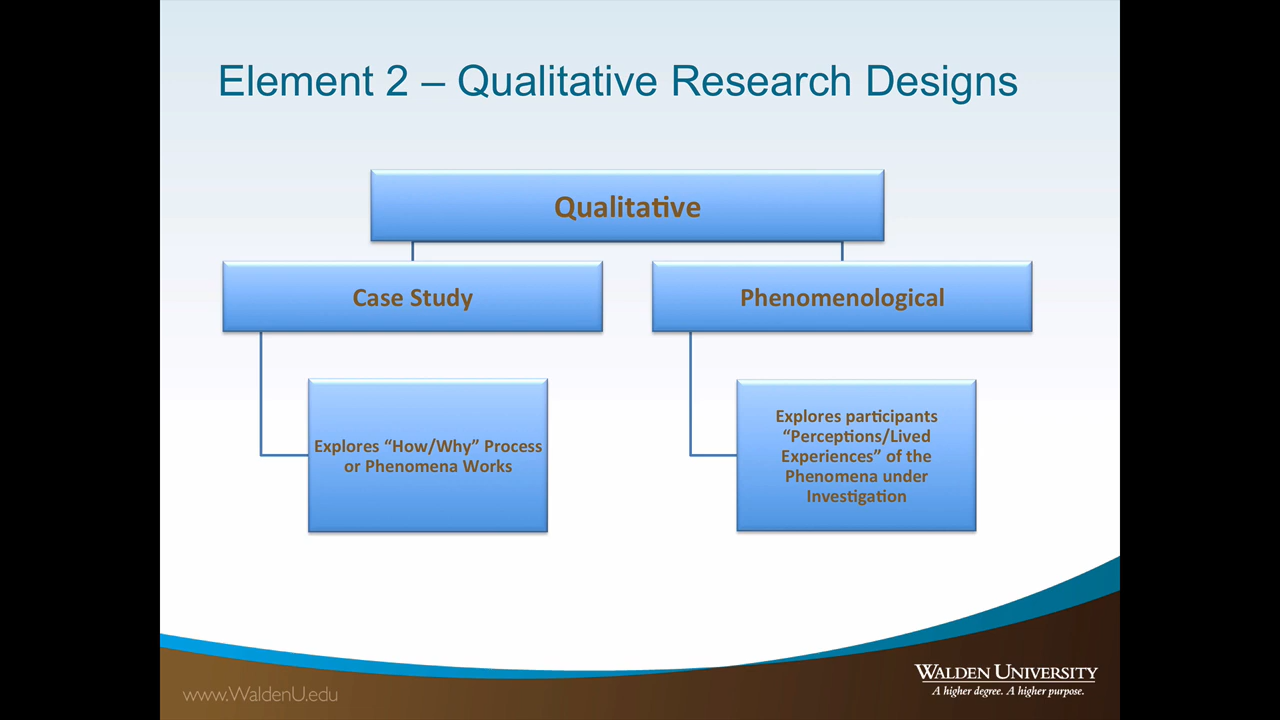 Element 2 – Qualitative Research Designs
Qualitative
Case Study
Phenomenological
Explores “How/Why” Process
or Phenomena Works
Explores participants
“Perceptions/Lived
Experiences” of the
Phenomena under
Investigation
www.WaldenU.edu
WALDEN UNIVERSITY
A higher degree. A higher purpose.